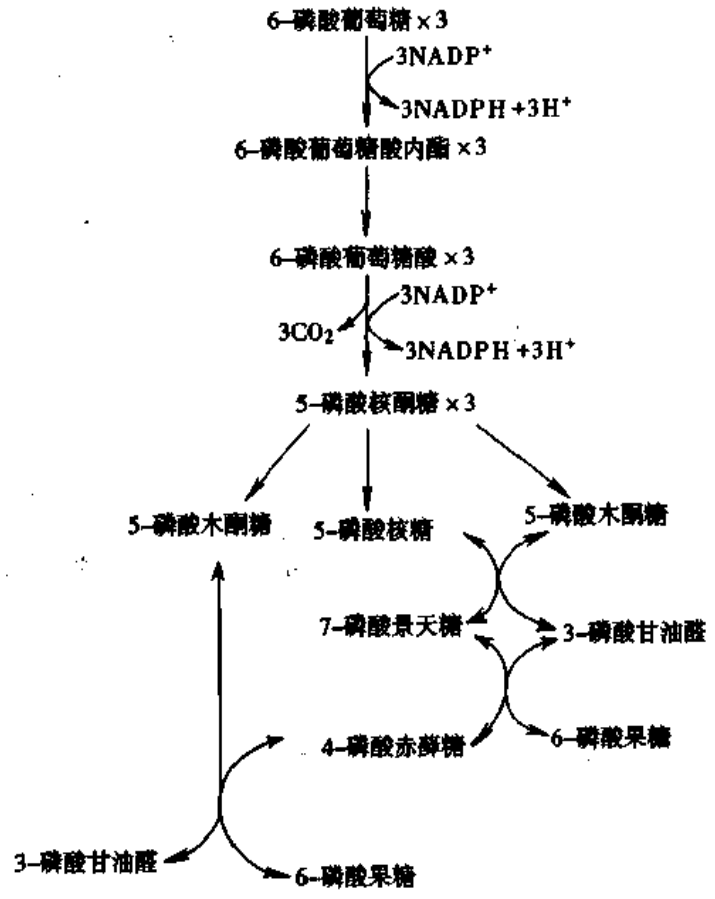 6-磷酸葡萄糖×3
3NADP⁺
3NADPH+3H⁺
6-磷酸葡萄糖酸内酯×3
6-磷酸葡萄糖酸×3
3NADP⁺
3CO₂
3NADPH+3H⁺
5-磷酸核酮糖×3
5-磷酸木酮糖
5-磷酸核糖
5-磷酸木酮糖
7-磷酸景天糖
3-磷酸甘油醛
4-磷酸赤藓糖
6-磷酸果糖
3-磷酸甘油醛
6-磷酸果糖